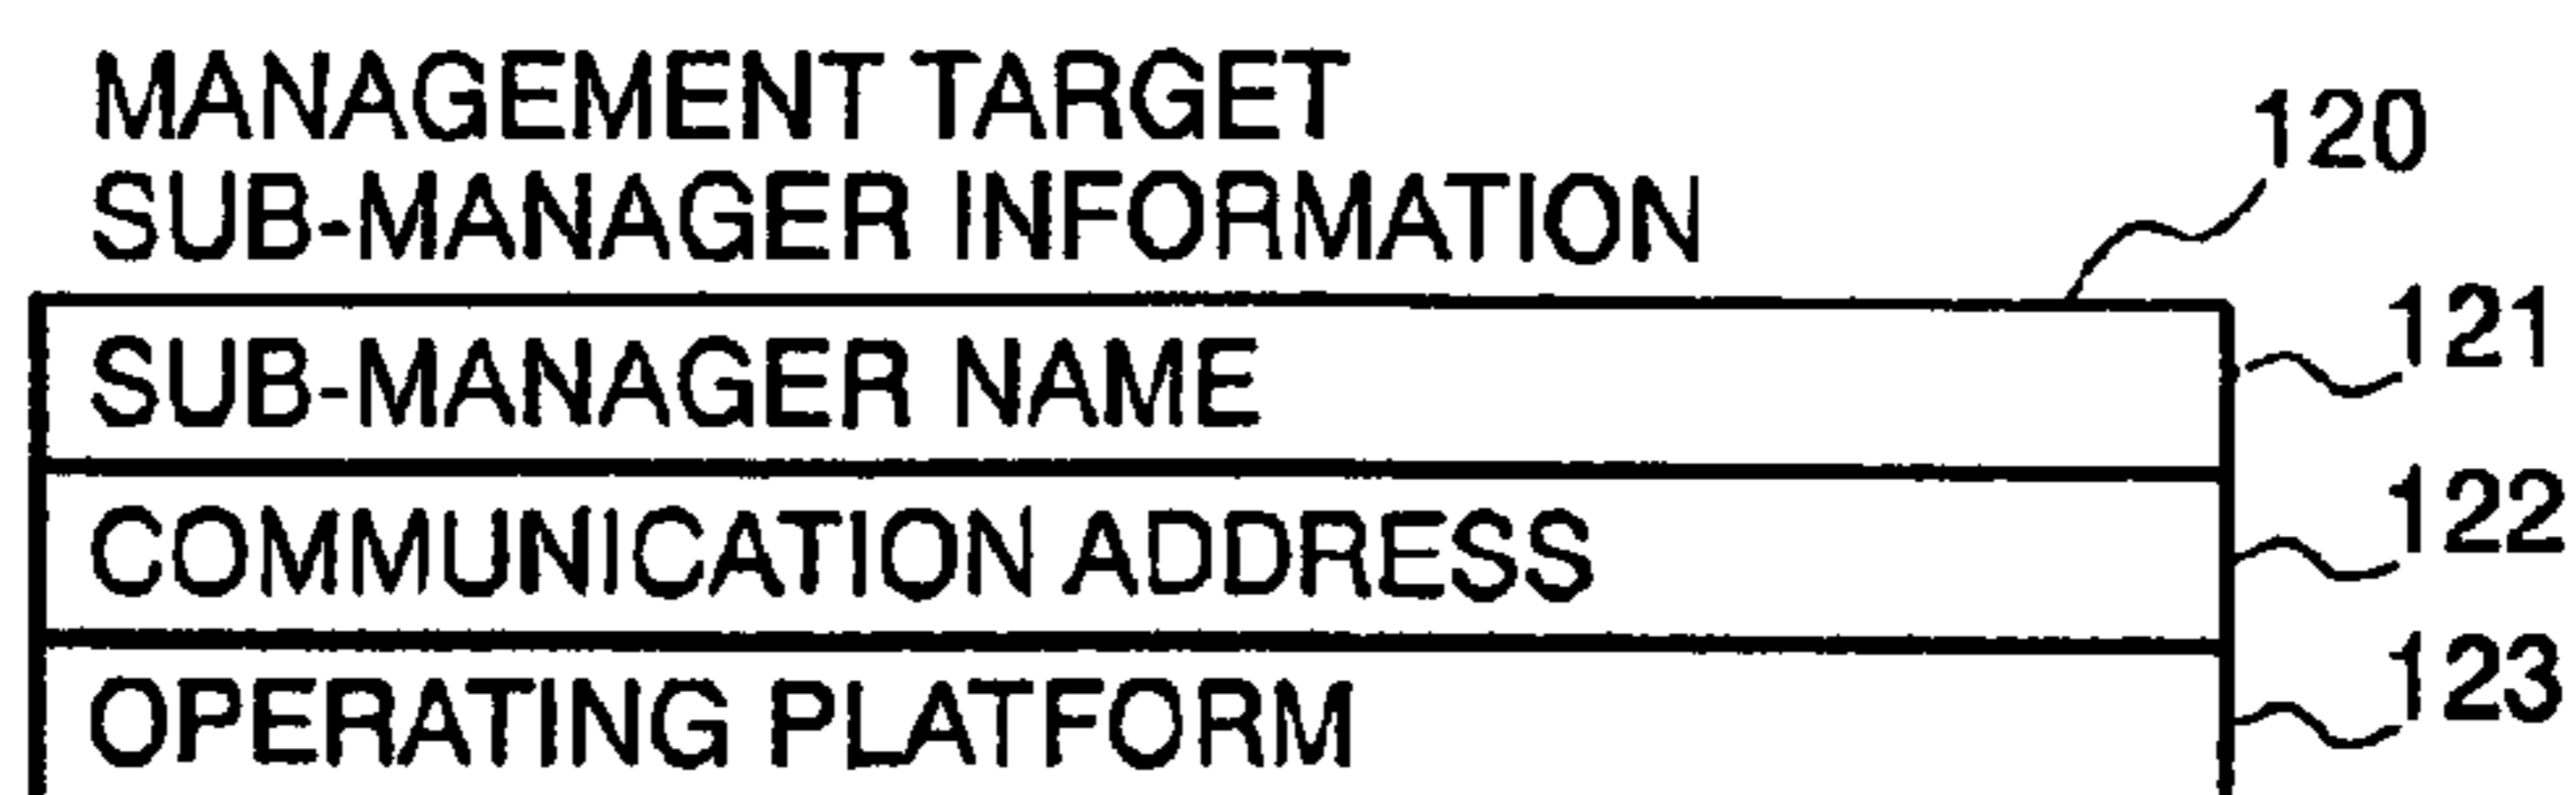 MANAGEMENT TARGET
SUB-MANAGER INFORMATION
120
SUB-MANAGER NAME
121
COMMUNICATION ADDRESS
122
OPERATING PLATFORM
123